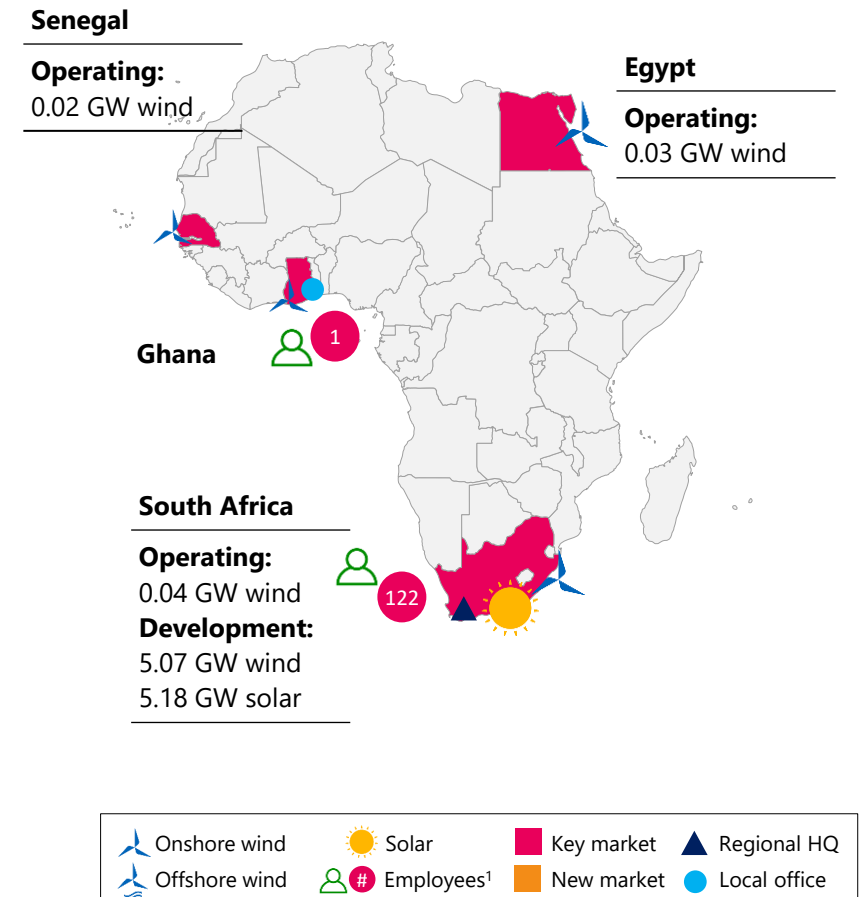 Senegal
Operating:
0.02 GW wind
Egypt
Operating:
0.03 GW wind
1
Ghana
South Africa
Operating:
0.04 GW wind
Development:
5.07 GW wind
5.18 GW solar
122
Onshore wind
Solar
Key market
Regional HQ
Offshore wind
# Employees¹
New market
Local office